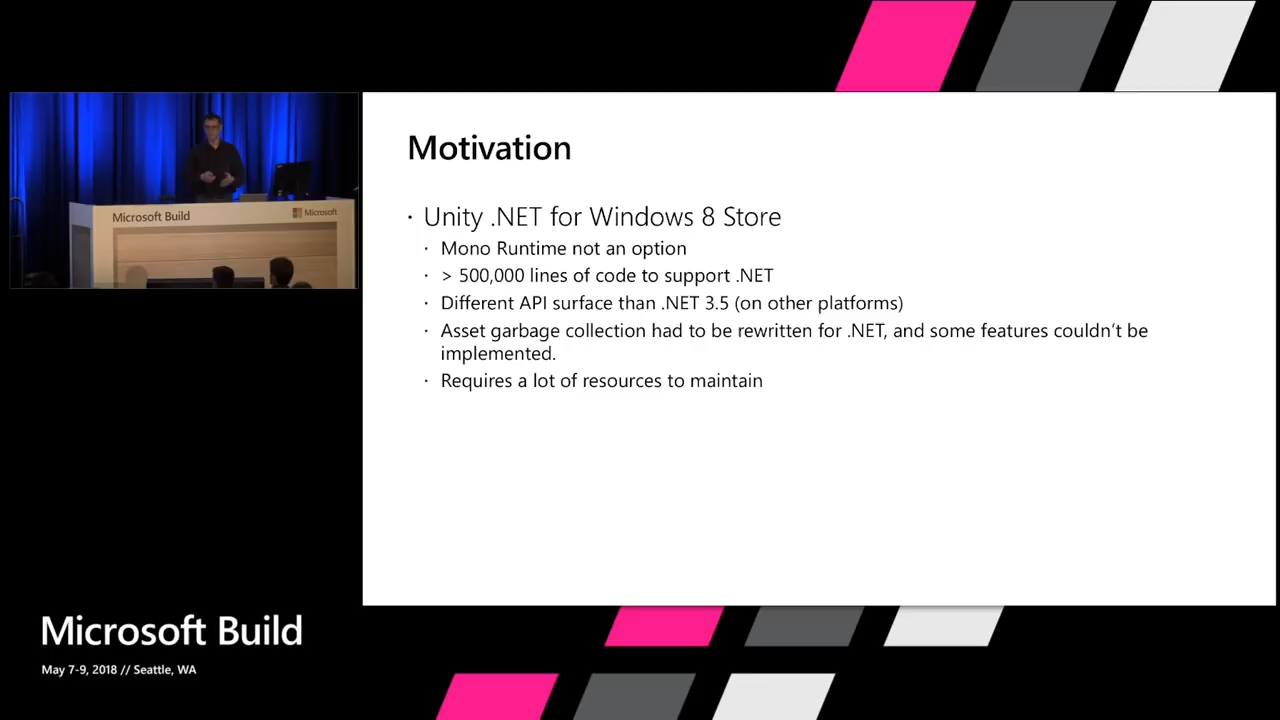 Microsoft Build
Microsoft
Motivation
· Unity .NET for Windows 8 Store
· Mono Runtime not an option
· > 500,000 lines of code to support .NET
· Different API surface than .NET 3.5 (on other platforms)
· Asset garbage collection had to be rewritten for .NET, and some features couldn't be
implemented.
· Requires a lot of resources to maintain
Microsoft Build
May 7-9, 2018 // Seattle, WA